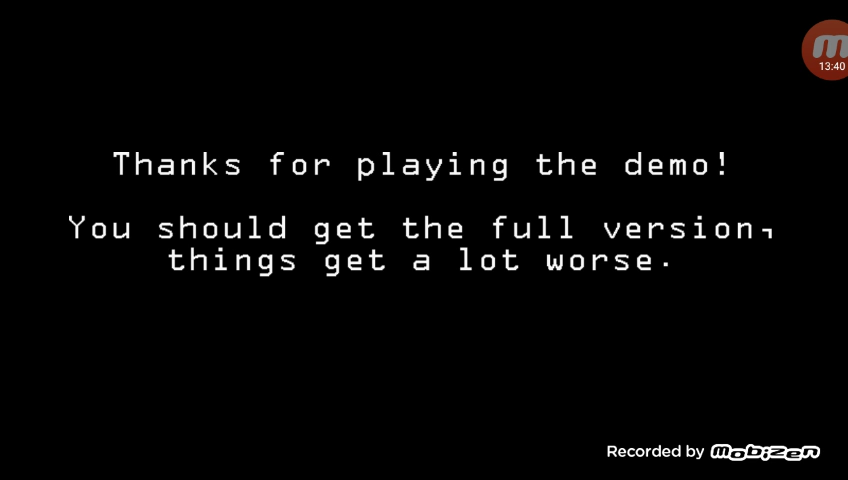 13:40
Thanks for playing the demo!
You should get the full version,
things get a lot worse.
Recorded by mobizen